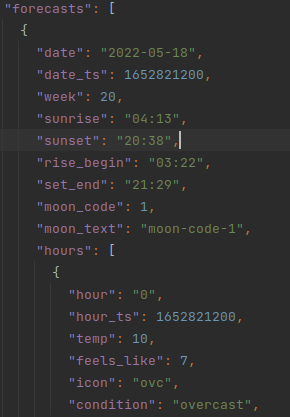 "forecasts": [
{
"date": "2022-05-18",
"date_ts": 1652821200,
"week": 20,
"sunrise": "04:13",
"sunset": "20:38",
"rise_begin": "03:22",
"set_end": "21:29",
"moon_code": 1,
"moon_text": "moon-code-1",
"hours": [
{
"hour": "0",
"hour_ts": 1652821200,
"temp": 10,
"feels_like": 7,
"icon": "ovc",
"condition": "overcast",